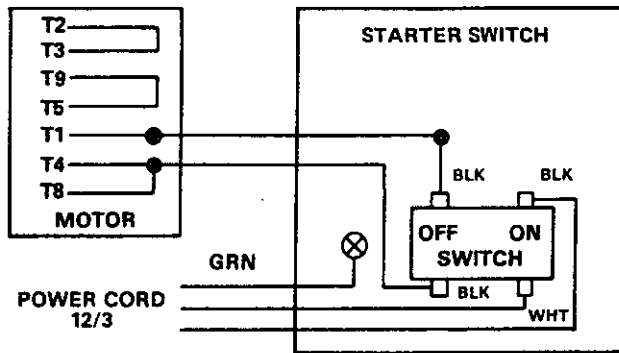 T2
T3
T9
T5
T1
T4
T8
MOTOR
STARTER SWITCH
BLK
BLK
OFF
ON
SWITCH
BLK
WHT
GRN
POWER CORD
12/3